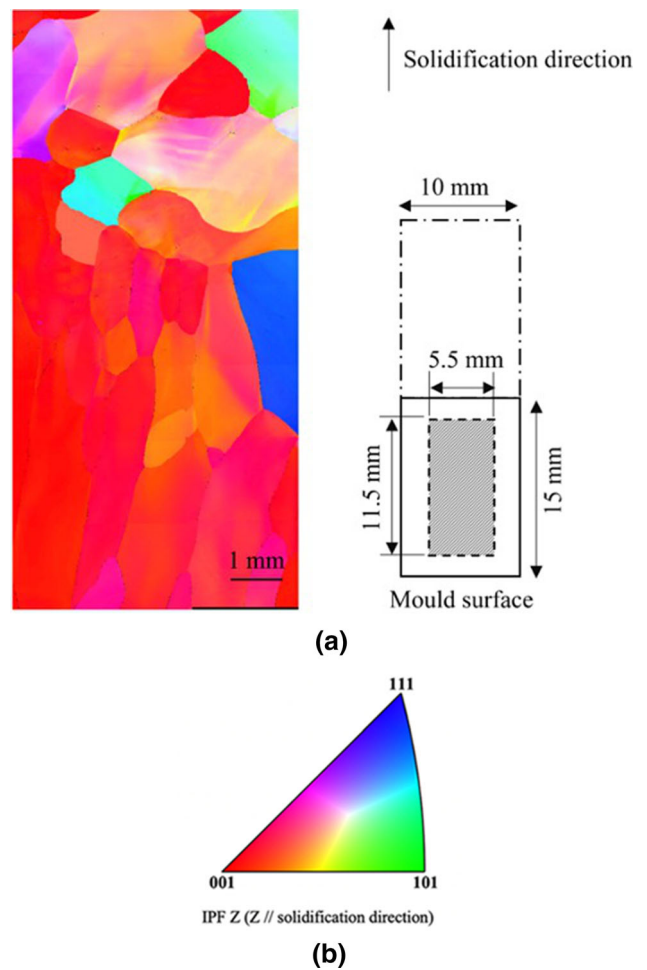 Solidification direction
10 mm
5.5 mm
11.5 mm
15 mm
1 mm
Mould surface
(a)
111
001
101
IPF Z (Z // solidification direction)
(b)